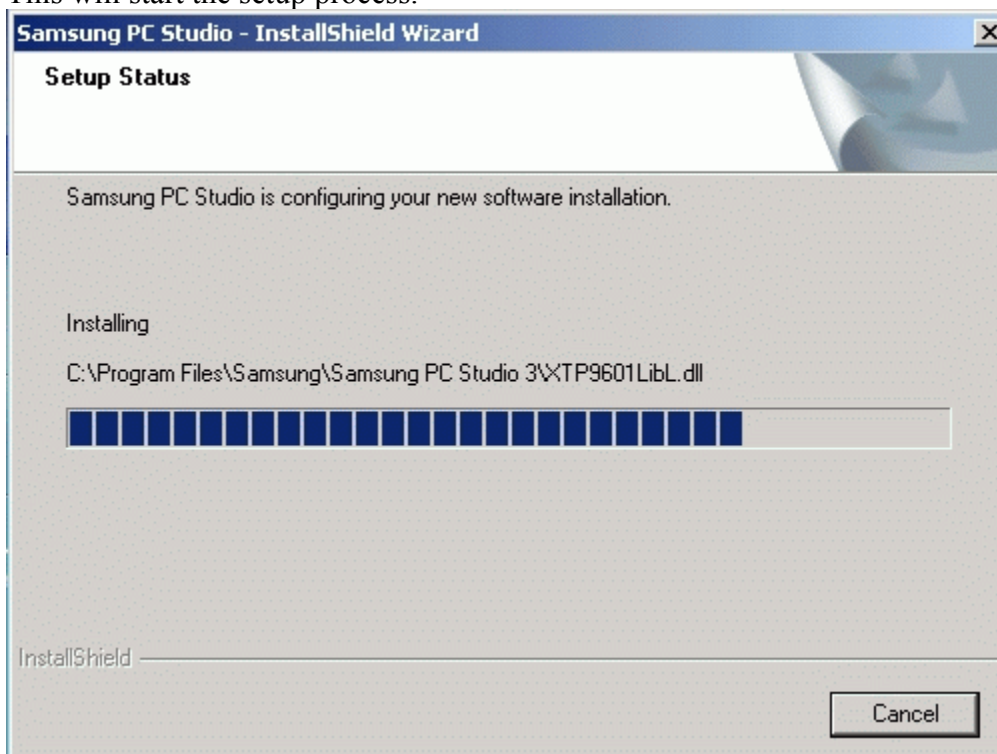 This will start the setup process.
Samsung PC Studio - InstallShield Wizard
Setup Status
Samsung PC Studio is configuring your new software installation.
Installing
C:\Program Files\Samsung\Samsung PC Studio 3\XTP9601LibL.dll
InstallShield
Cancel